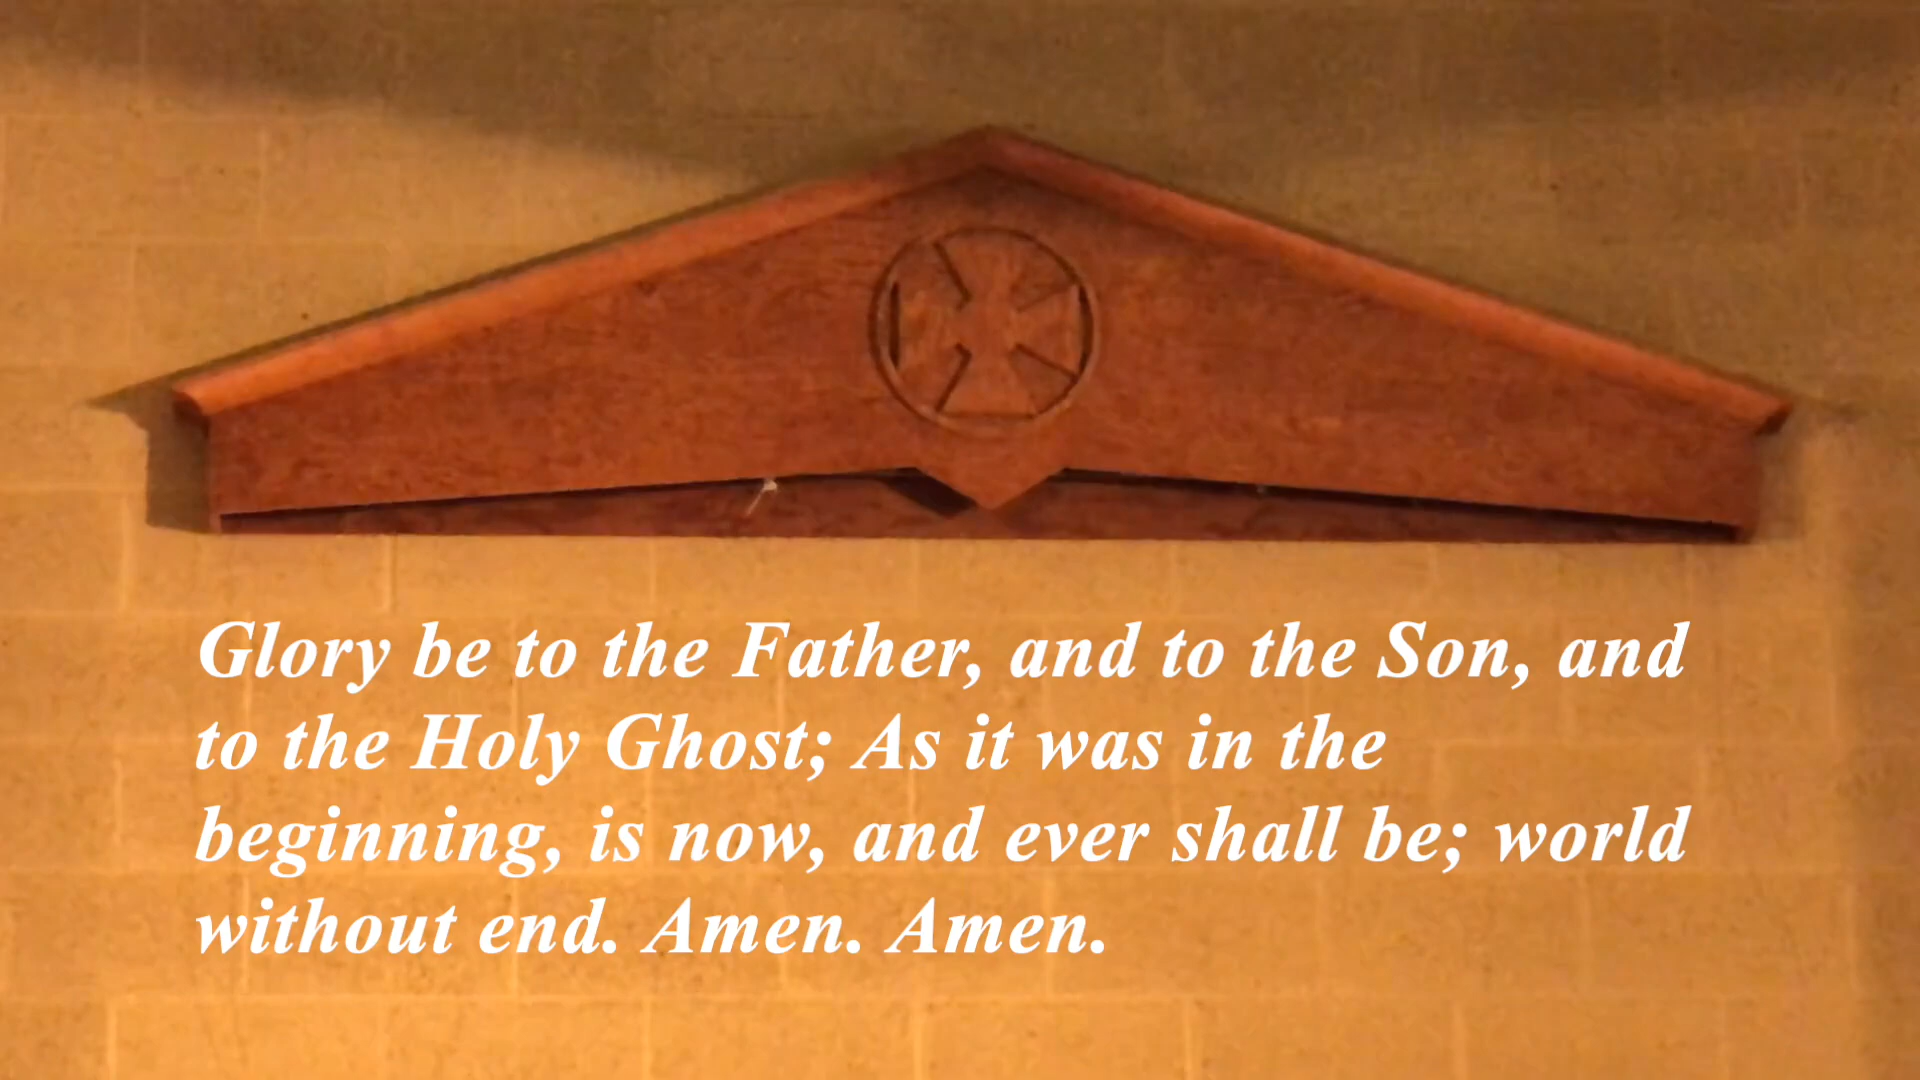 Glory be to the Father, and to the Son, and
to the Holy Ghost; As it was in the
beginning, is now, and ever shall be; world
without end. Amen. Amen.